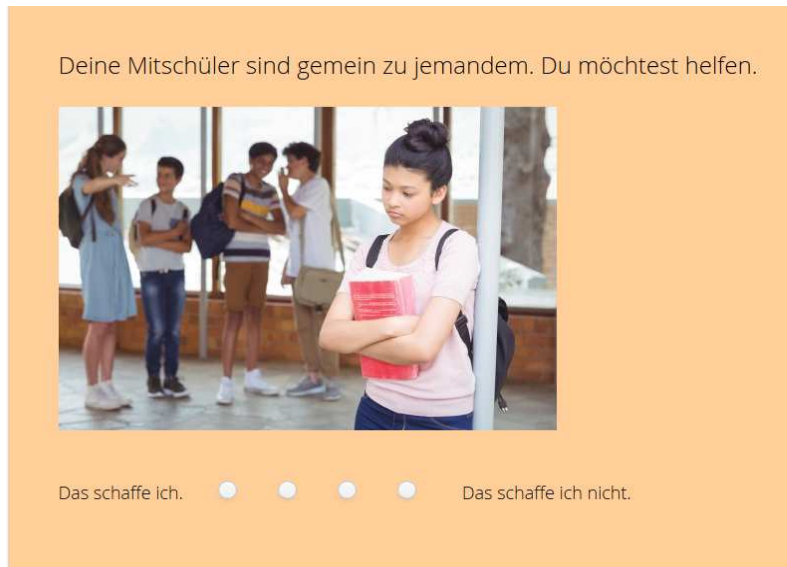 Deine Mitschüler sind gemein zu jemandem. Du möchtest helfen.
Das schaffe ich. Das schaffe ich nicht.